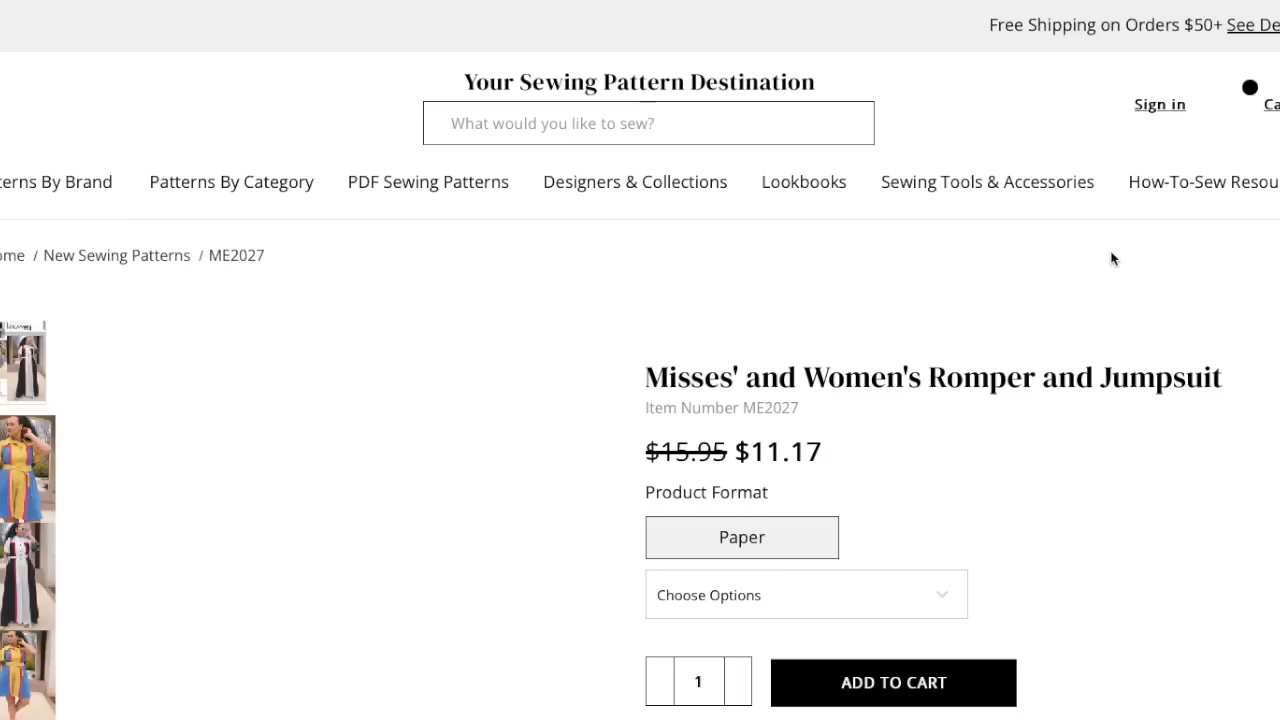 Free Shipping on Orders $50+ See De
Your Sewing Pattern Destination
What would you like to sew?
Sign in
Ca
terns By Brand
Patterns By Category
PDF Sewing Patterns
Designers & Collections
Lookbooks
Sewing Tools & Accessories
How-To-Sew Resou
ome / New Sewing Patterns / ME2027
Misses' and Women's Romper and Jumpsuit
Item Number ME2027
$15.95 $11.17
Product Format
Paper
Choose Options
1
ADD TO CART